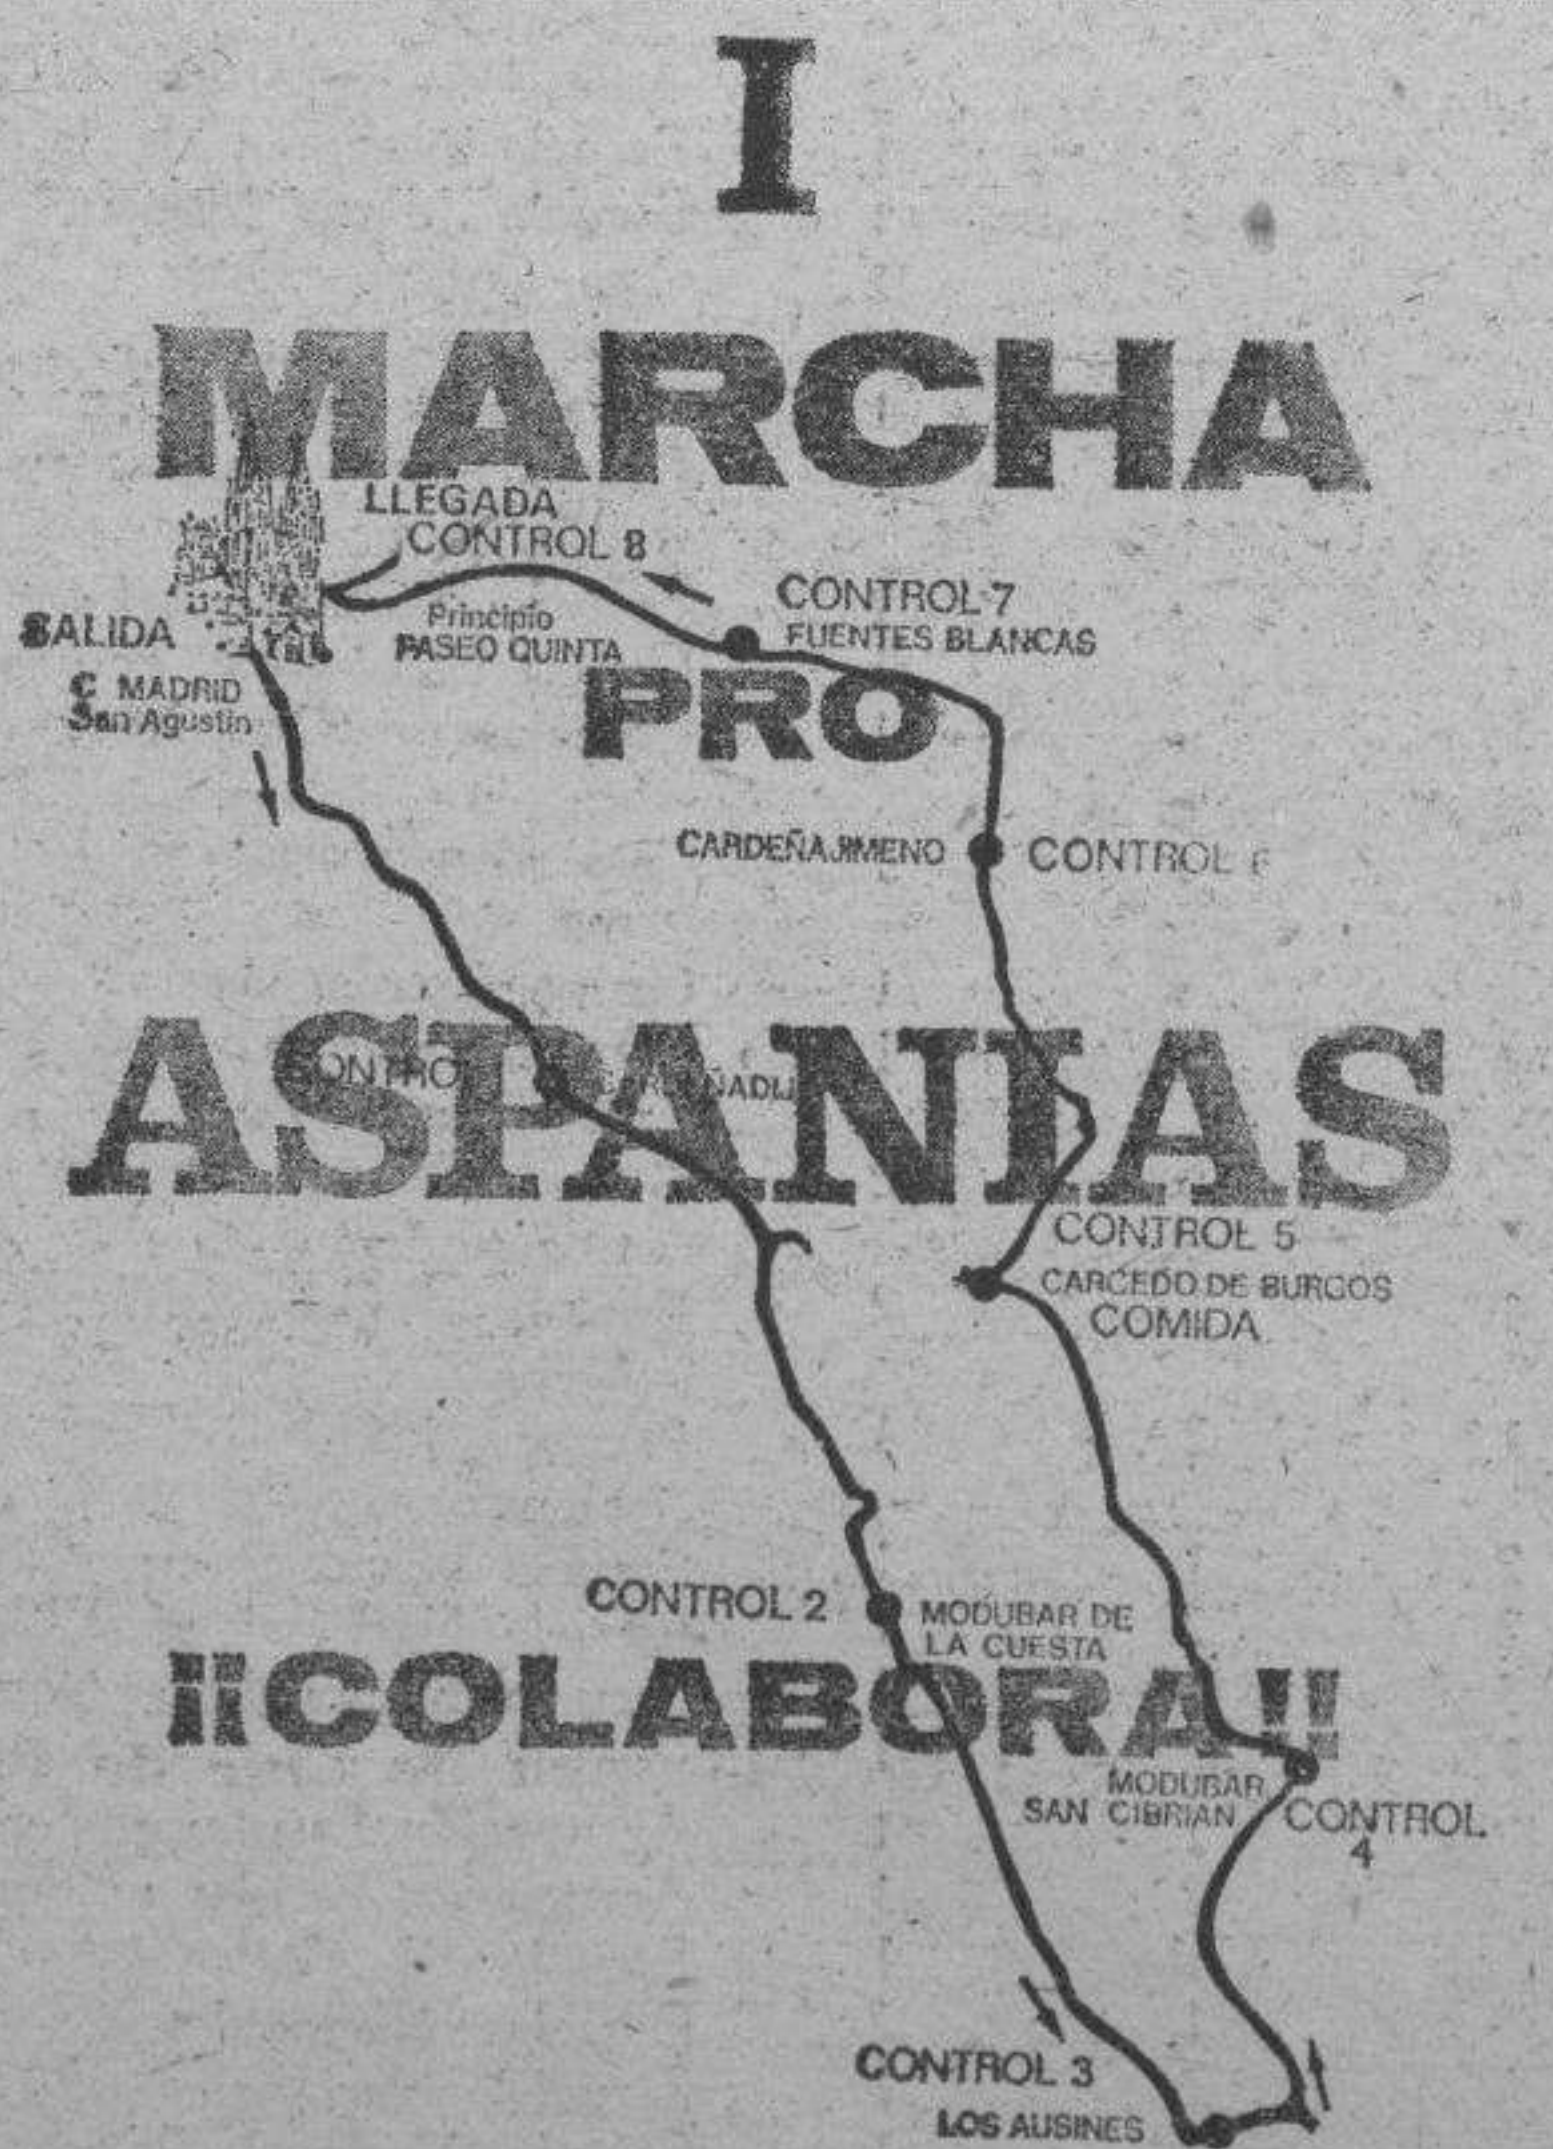 I
MARCHA
LLEGADA
CONTROL 8
CONTROL 7
FUENTES BLANCAS
Principio
PASEO QUINTA
SALIDA
C MADRID
San Agustin
PRO
CARDEÑAJIMENO
CONTROL
ASPANIAS
CONTROL 5
CARCEDO DE BURGOS
COMIDA
CONTROL 2
MODUBAR DE
LA CUESTA
¡¡COLABORA!!
MODUBAR
SAN CIBRIAN
CONTROL
4
CONTROL 3
LOS AUSINES